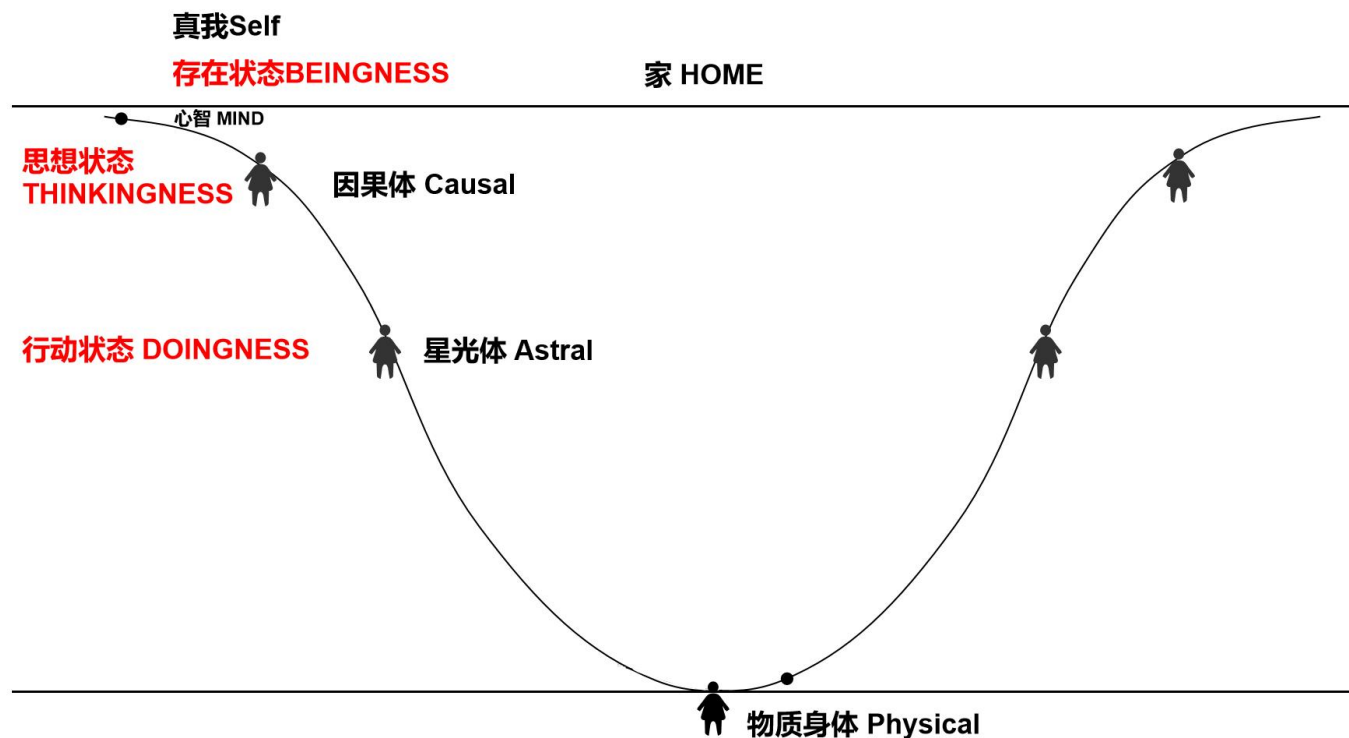 真我Self
存在状态BEINGNESS
家 HOME
心智 MIND
思想状态
THINKINGNESS
因果体 Causal
行动状态 DOINGNESS
星光体 Astral
物质身体 Physical